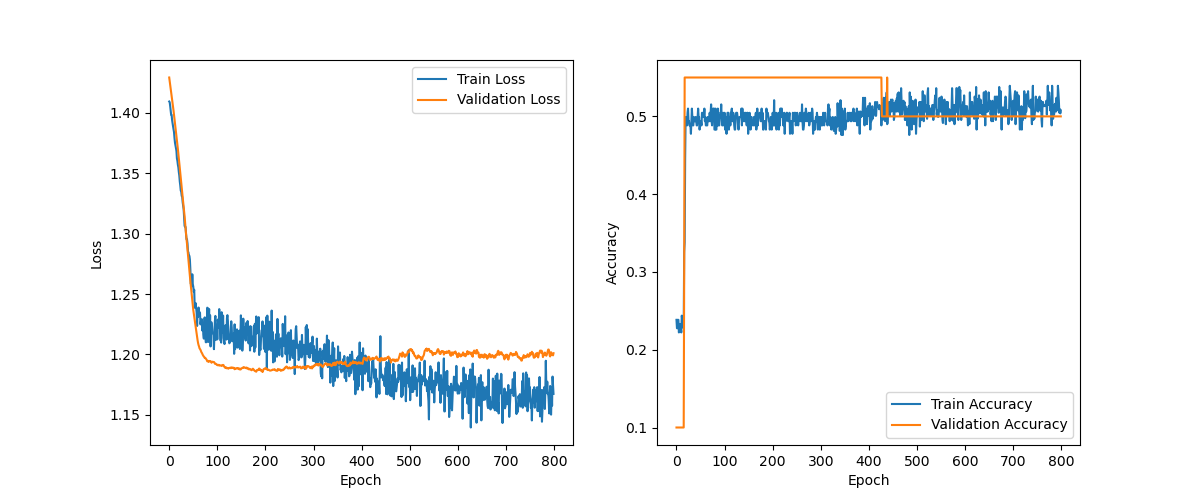 Train Loss
Validation Loss
1.40
1.35
1.30
1.25
1.20
1.15
Loss
0 100 200 300 400 500 600 700 800
Epoch
0.5
0.4
0.3
0.2
0.1
Accuracy
Train Accuracy
Validation Accuracy
0 100 200 300 400 500 600 700 800
Epoch